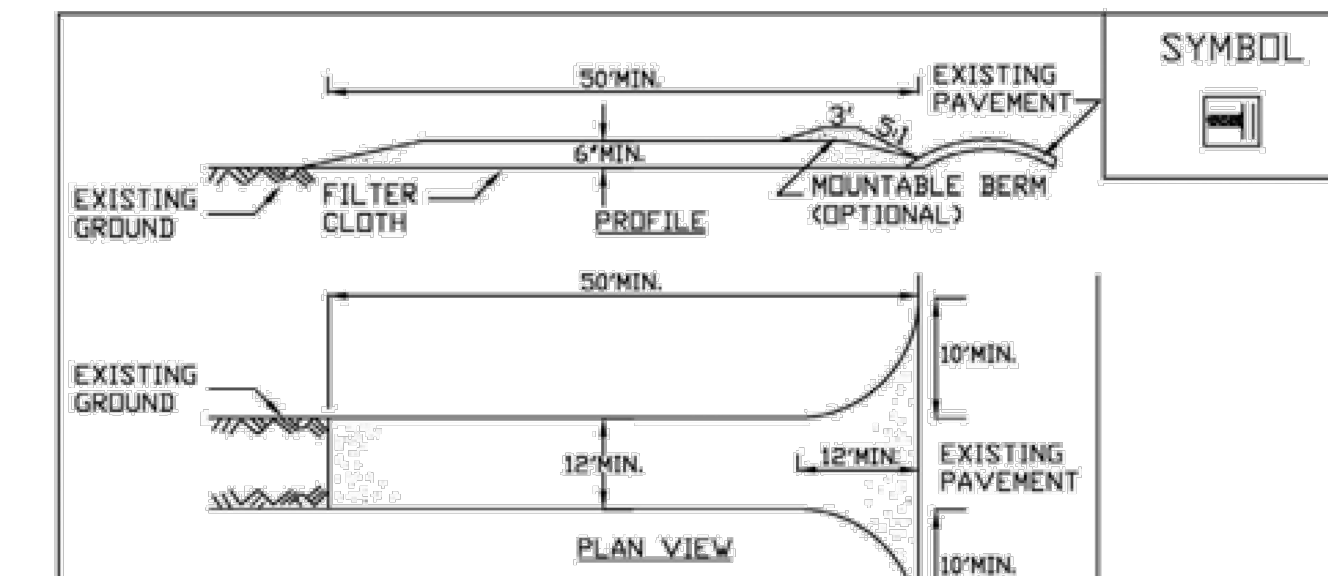 SYMBOL
50'MIN.
EXISTING
PAVEMENT
3'
5:1
6"MIN.
EXISTING
GROUND
FILTER
CLOTH
PROFILE
MOUNTABLE BERM
(OPTIONAL)
50'MIN.
10'MIN.
EXISTING
GROUND
12'MIN.
12'MIN.
EXISTING
PAVEMENT
PLAN VIEW
10'MIN.